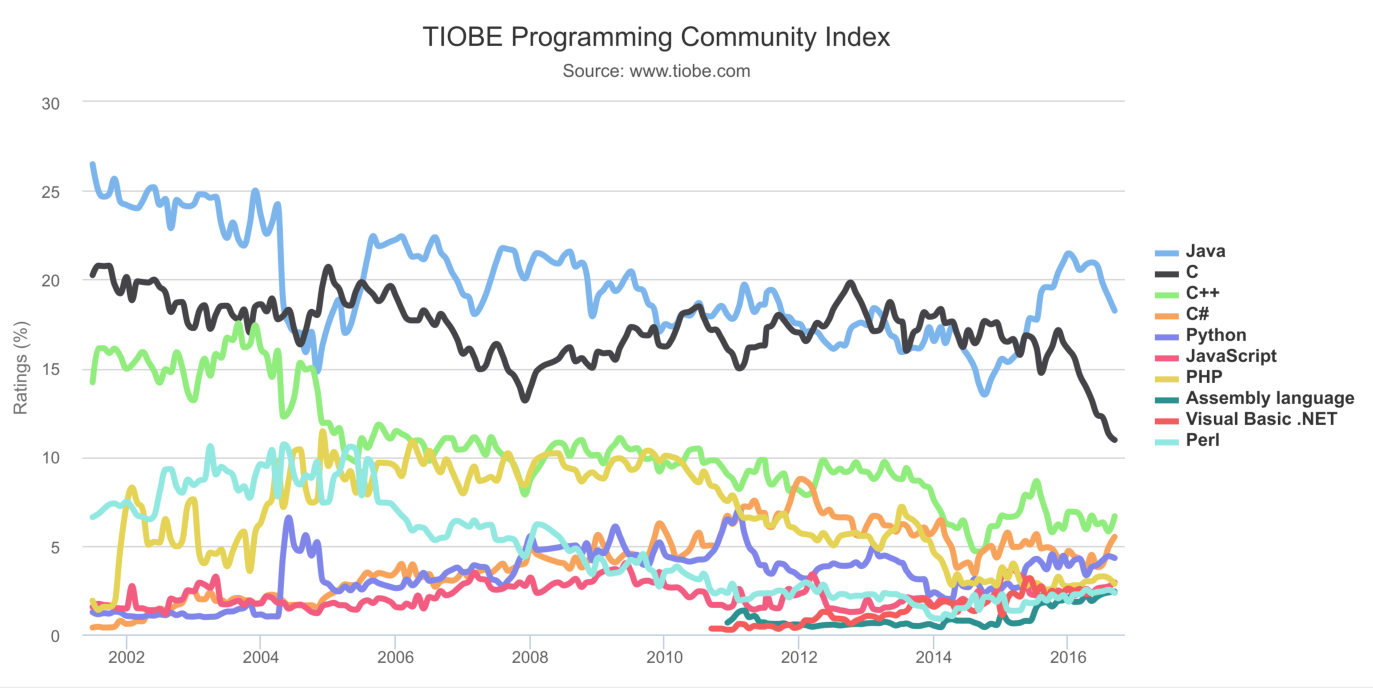 TIOBE Programming Community Index
Source: www.tiobe.com
Ratings (%)
30
25
20
15
10
5
0
2002 2004 2006 2008 2010 2012 2014 2016
Java
C
C++
C#
Python
JavaScript
PHP
Assembly language
Visual Basic .NET
Perl